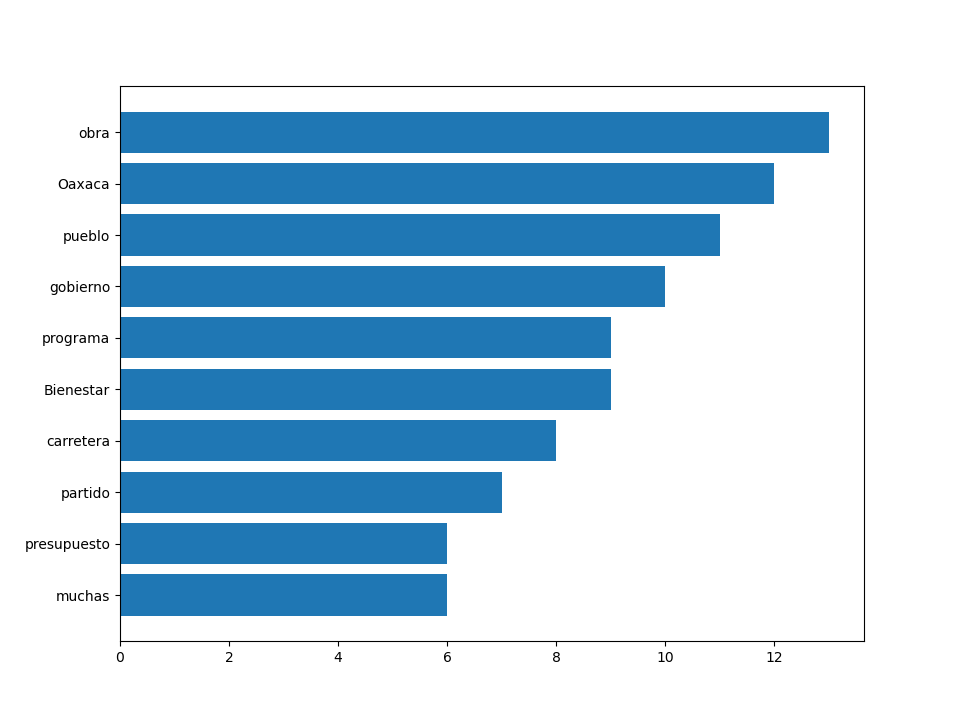 obra
Oaxaca
pueblo
gobierno
programa
Bienestar
carretera
partido
presupuesto
muchas
0 2 4 6 8 10 12